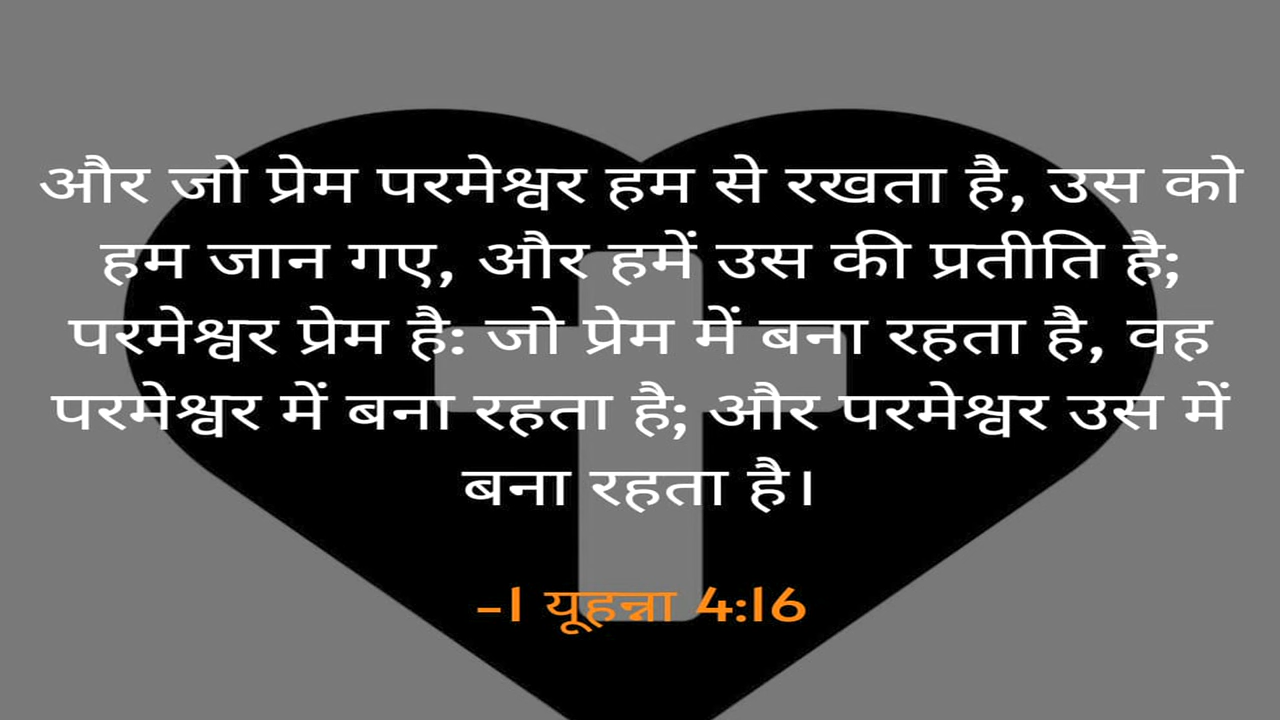 और जो प्रेम परमेश्वर हम से रखता है, उस को
हम जान गए, और हमें उस की प्रतीति है;
परमेश्वर प्रेम है: जो प्रेम में बना रहता है, वह
परमेश्वर में बना रहता है; और परमेश्वर उस में
बना रहता है।
-1 यूहन्ना 4:16